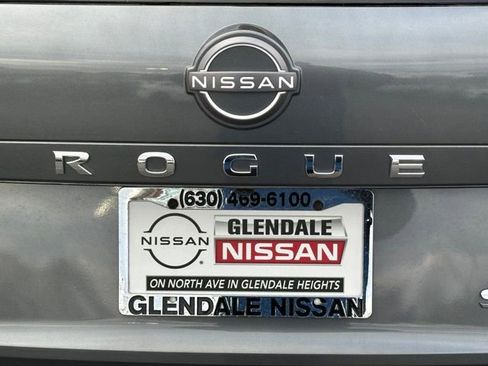 NISSAN
ROGUE
(630) 469-6100
NISSAN
GLENDALE
NISSAN
ON NORTH AVE IN GLENDALE HEIGHTS
GLENDALE NISSAN